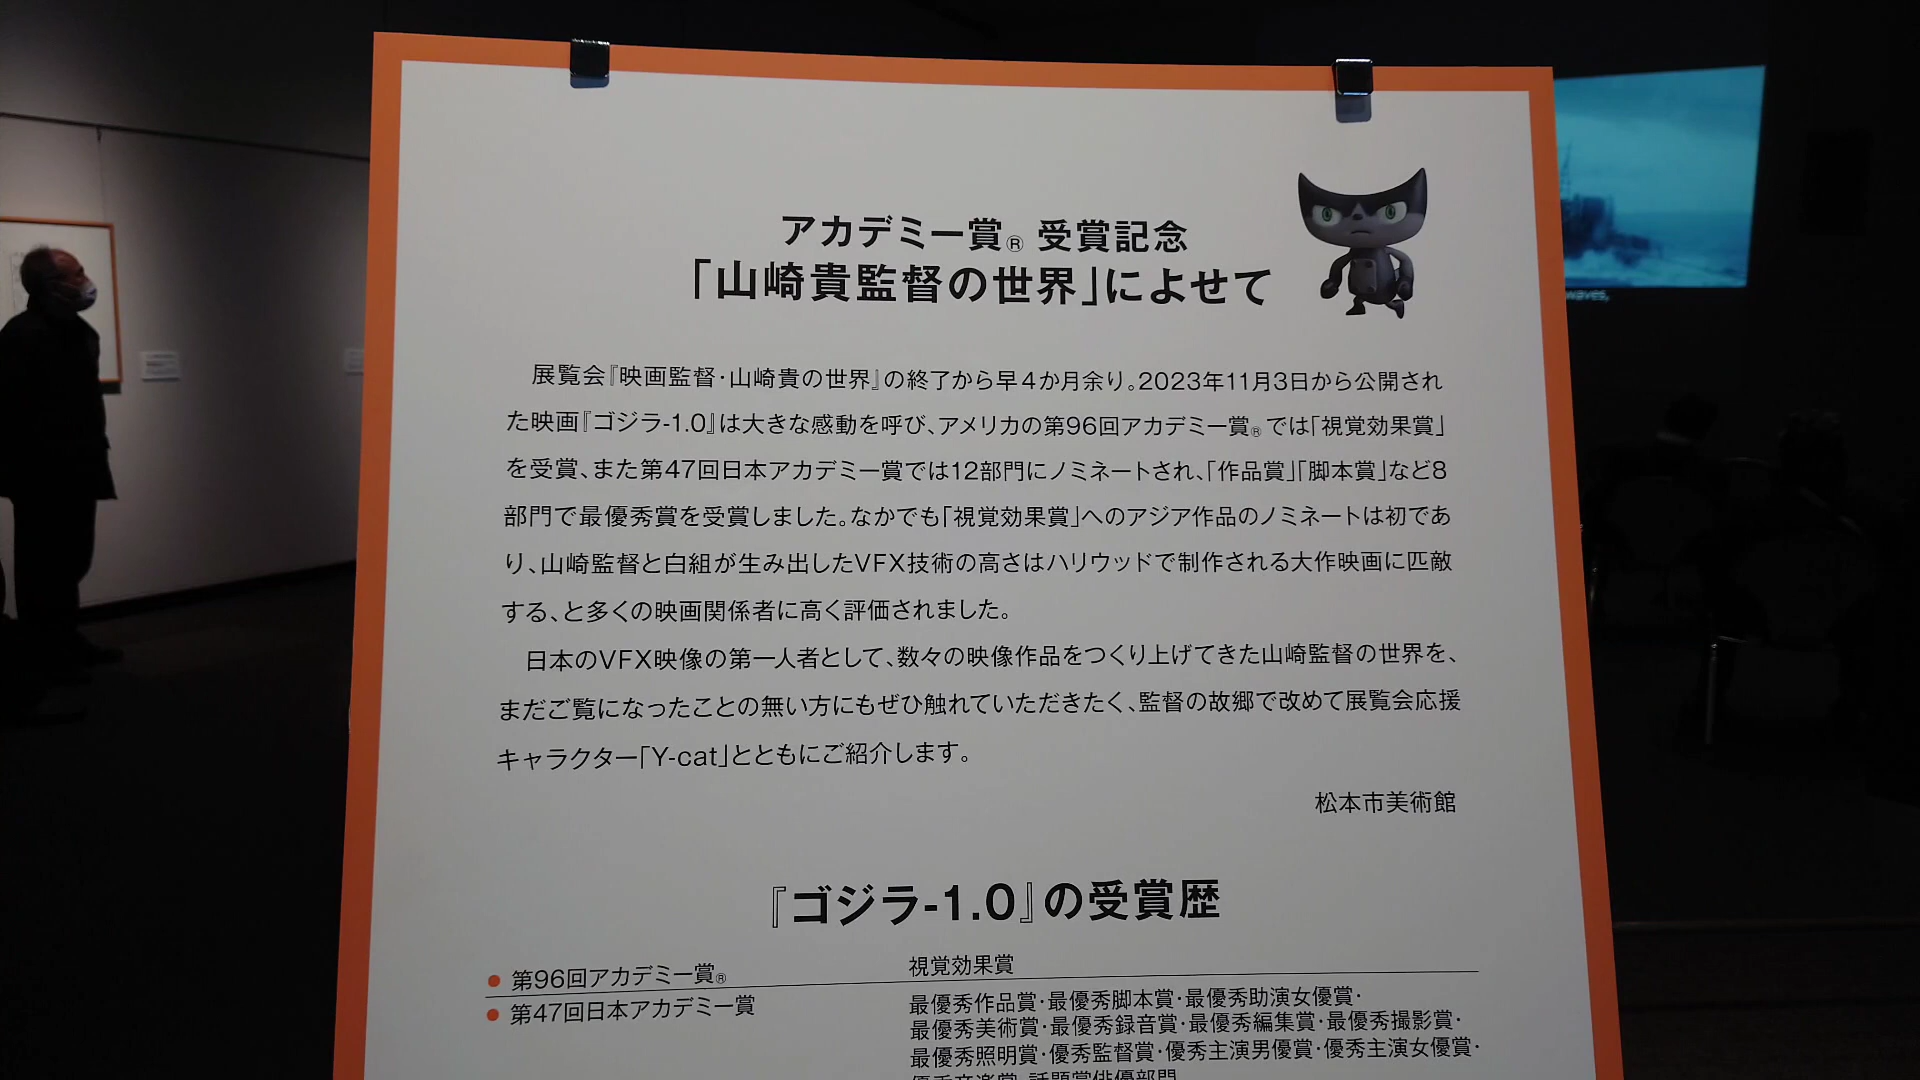 アカデミー賞® 受賞記念
「山崎貴監督の世界」によせて
展覧会『映画監督・山崎貴の世界』の終了から早4か月余り。2023年11月3日から公開され
た映画『ゴジラ-1.0』は大きな感動を呼び、アメリカの第96回アカデミー賞®では「視覚効果賞」
を受賞、また第47回日本アカデミー賞では12部門にノミネートされ、「作品賞」「脚本賞」など8
部門で最優秀賞を受賞しました。なかでも「視覚効果賞」へのアジア作品のノミネートは初であ
り、山崎監督と白組が生み出したVFX技術の高さはハリウッドで制作される大作映画に匹敵
する、と多くの映画関係者に高く評価されました。
日本のVFX映像の第一人者として、数々の映像作品をつくり上げてきた山崎監督の世界を、
まだご覧になったことの無い方にもぜひ触れていただきたく、監督の故郷で改めて展覧会応援
キャラクター「Y-cat」とともにご紹介します。
松本市美術館
『ゴジラ-1.0』の受賞歴
● 第96回アカデミー賞® 視覚効果賞
● 第47回日本アカデミー賞 最優秀作品賞・最優秀脚本賞・最優秀助演女優賞・
最優秀美術賞・最優秀録音賞・最優秀編集賞・最優秀撮影賞・
最優秀照明賞・優秀監督賞・優秀主演男優賞・優秀主演女優賞・
waves,